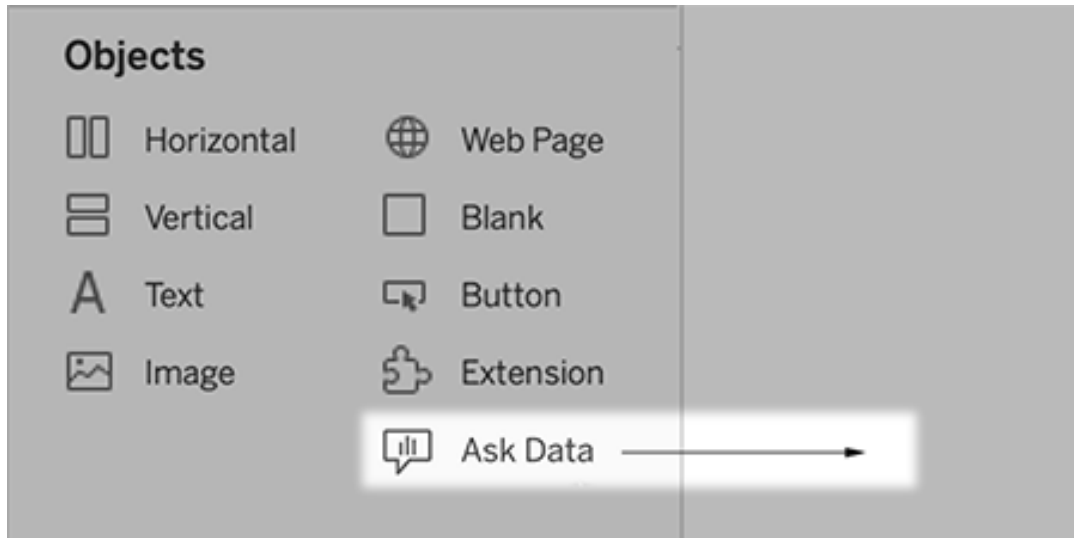 Objects
Horizontal
Web Page
Vertical
Blank
Text
Button
Image
Extension
Ask Data